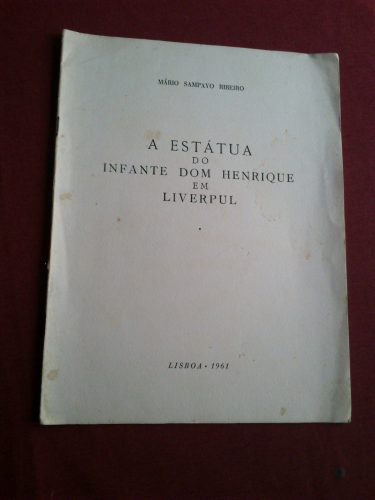 MÁRIO SAMPAYO RIBEIRO
A ESTÁTUA
DO
INFANTE DOM HENRIQUE
EM
LIVERPUL
LISBOA • 1961